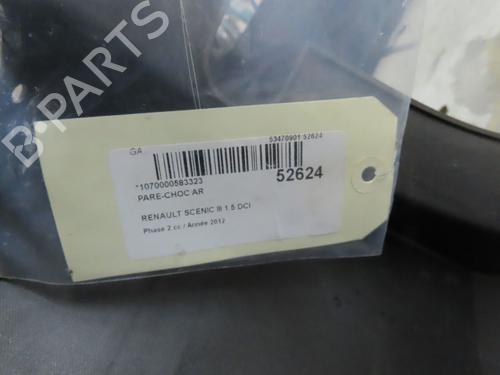 B-PARTS
GA
53470901 52624
*1070000583323
52624
PARE-CHOC AR
RENAULT SCENIC III 1.5 DCI
Phase 2 cc / Année 2012